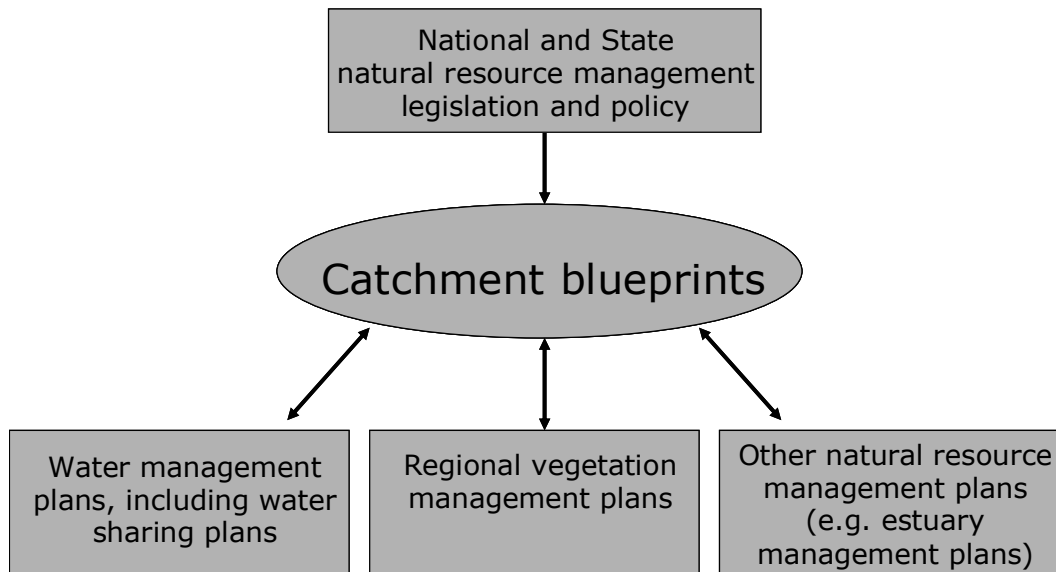 National and State
natural resource management
legislation and policy
Catchment blueprints
Water management
plans, including water
sharing plans
Regional vegetation
management plans
Other natural resource
management plans
(e.g. estuary
management plans)